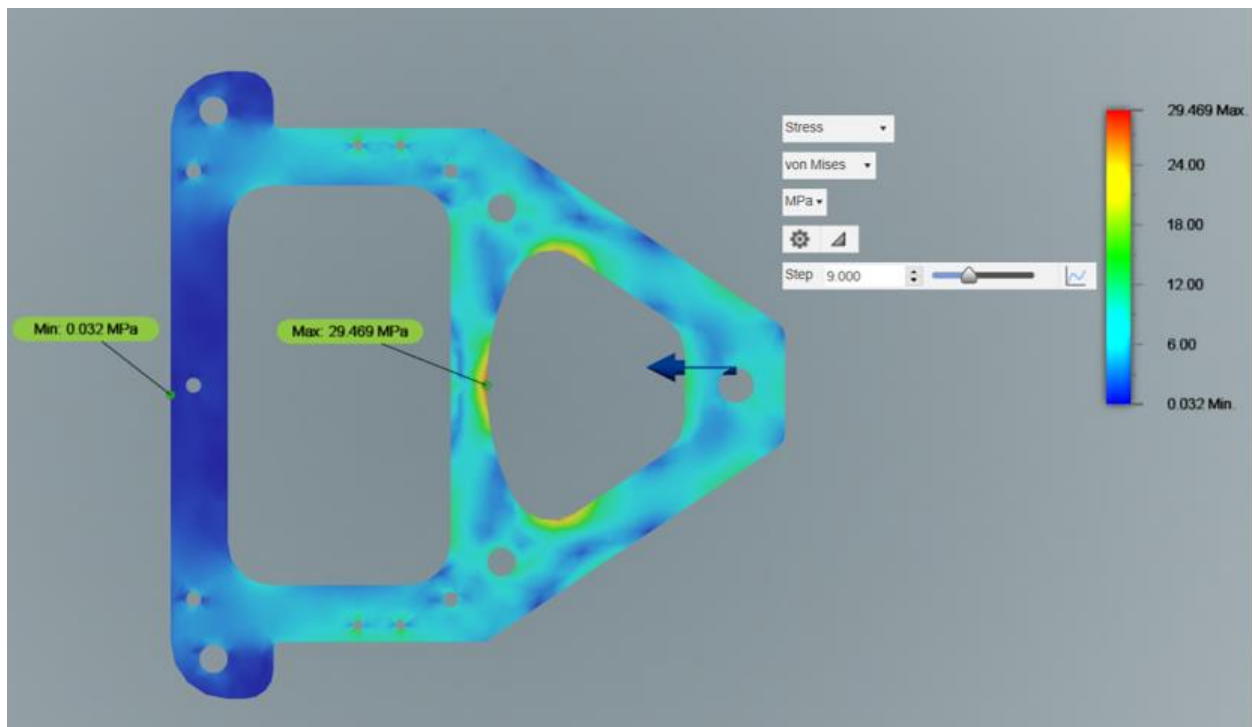 Stress
von Mises
MPa
Step 9.000
29.469 Max.
24.00
18.00
12.00
6.00
0.032 Min.
Min: 0.032 MPa
Max: 29.469 MPa